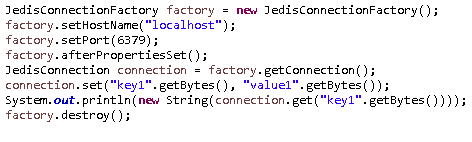 JedisConnectionFactory factory = new JedisConnectionFactory();
factory.setHostName("localhost");
factory.setPort(6379);
factory.afterPropertiesSet();
JedisConnection connection = factory.getConnection();
connection.set("key1".getBytes(), "value1".getBytes());
System.out.println(new String(connection.get("key1".getBytes())));
factory.destroy();